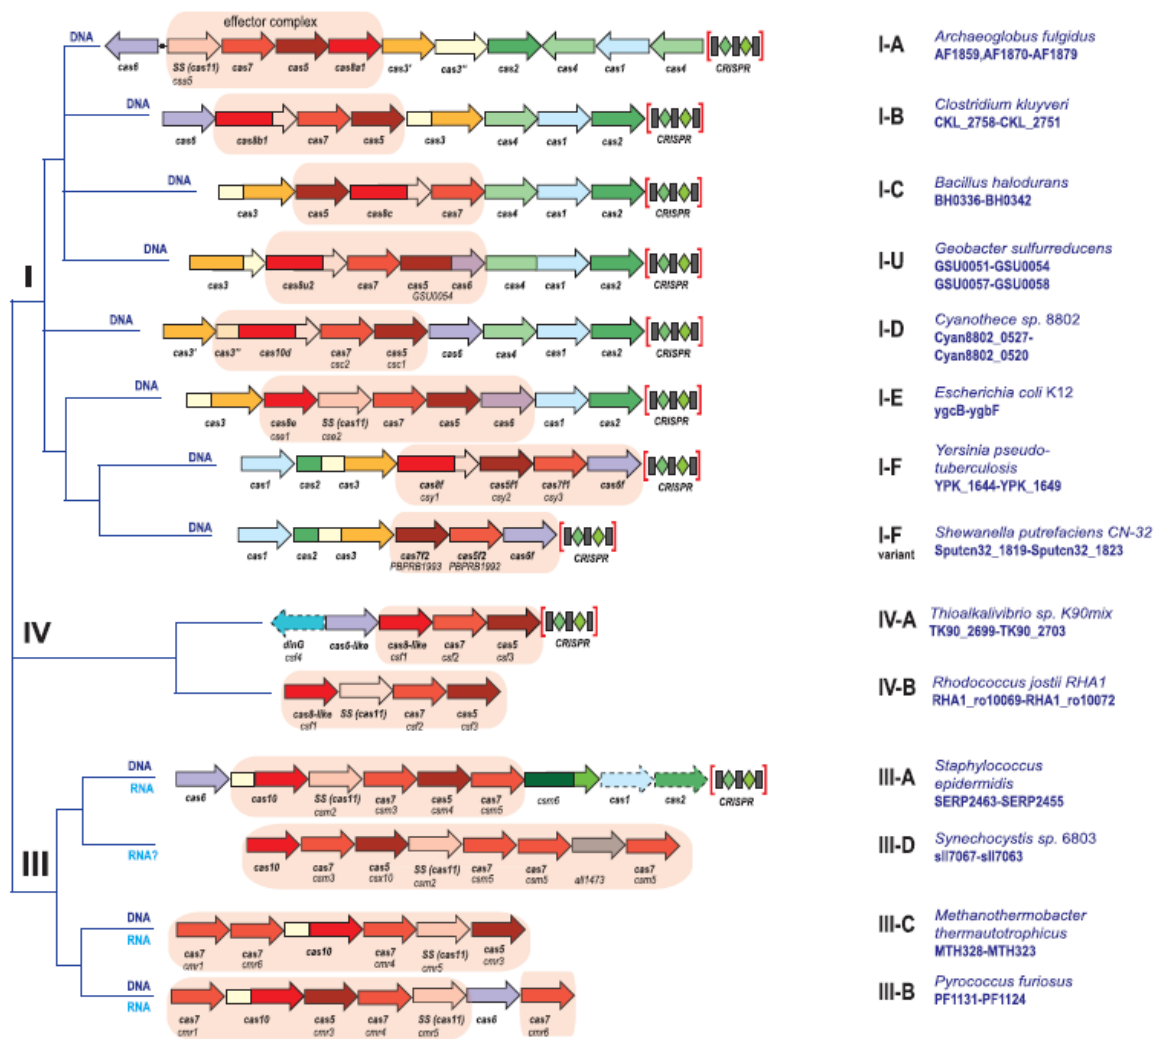 effector complex
DNA
cas6 SS (cas11) cas7 cas5 cas8a1 cas3' cas3'' cas2 cas4 cas1 cas4 CRISPR
csa5
I-A
Archaeoglobus fulgidus
AF1859,AF1870-AF1879
DNA
cas6 cas8b1 cas7 cas5 cas3 cas4 cas1 cas2 CRISPR
I-B
Clostridium kluyveri
CKL_2758-CKL_2751
DNA
cas3 cas5 cas8c cas7 cas4 cas1 cas2 CRISPR
I-C
Bacillus halodurans
BH0336-BH0342
I
DNA
cas3 cas8u2 cas7 cas5 cas6 cas4 cas1 cas2 CRISPR
GSU0054
I-U
Geobacter sulfurreducens
GSU0051-GSU0054
GSU0057-GSU0058
DNA
cas3' cas3'' cas10d cas7 cas5 cas6 cas4 cas1 cas2 CRISPR
csc2 csc1
I-D
Cyanothece sp. 8802
Cyan8802_0527-
Cyan8802_0520
DNA
cas3 cas8e SS (cas11) cas7 cas5 cas6 cas1 cas2 CRISPR
cse1 cse2
I-E
Escherichia coli K12
ygcB-ygbF
DNA
cas1 cas2 cas3 cas8f cas5f1 cas7f1 cas6f CRISPR
csy1 csy2 csy3
I-F
Yersinia pseudo-
tuberculosis
YPK_1644-YPK_1649
DNA
cas1 cas2 cas3 cas7f2 cas5f2 cas6f CRISPR
PBPRB1993 PBPRB1992
I-F
variant
Shewanella putrefaciens CN-32
Sputcn32_1819-Sputcn32_1823
IV
dinG cas6-like cas8-like cas7 cas5 CRISPR
csf4 csf1 csf2 csf3
IV-A
Thioalkalivibrio sp. K90mix
TK90_2699-TK90_2703
cas8-like SS (cas11) cas7 cas5
csf1 csf2 csf3
IV-B
Rhodococcus jostii RHA1
RHA1_ro10069-RHA1_ro10072
III
DNA
RNA
cas6 cas10 SS (cas11) cas7 cas5 cas7 csm6 cas1 cas2 CRISPR
csm2 csm3 csm4 csm5
III-A
Staphylococcus
epidermidis
SERP2463-SERP2455
RNA?
cas10 cas7 cas5 SS (cas11) cas7 cas7 all1473 cas7
csm3 csx10 csm2 csm5 csm5 csm5
III-D
Synechocystis sp. 6803
sll7067-sll7063
DNA
RNA
cas7 cas7 cas10 cas7 SS (cas11) cas5
cmr1 cmr6 cmr4 cmr5 cmr3
III-C
Methanothermobacter
thermautotrophicus
MTH328-MTH323
DNA
RNA
cas7 cas10 cas5 cas7 SS (cas11) cas6 cas7
cmr1 cmr3 cmr4 cmr5 cmr6
III-B
Pyrococcus furiosus
PF1131-PF1124